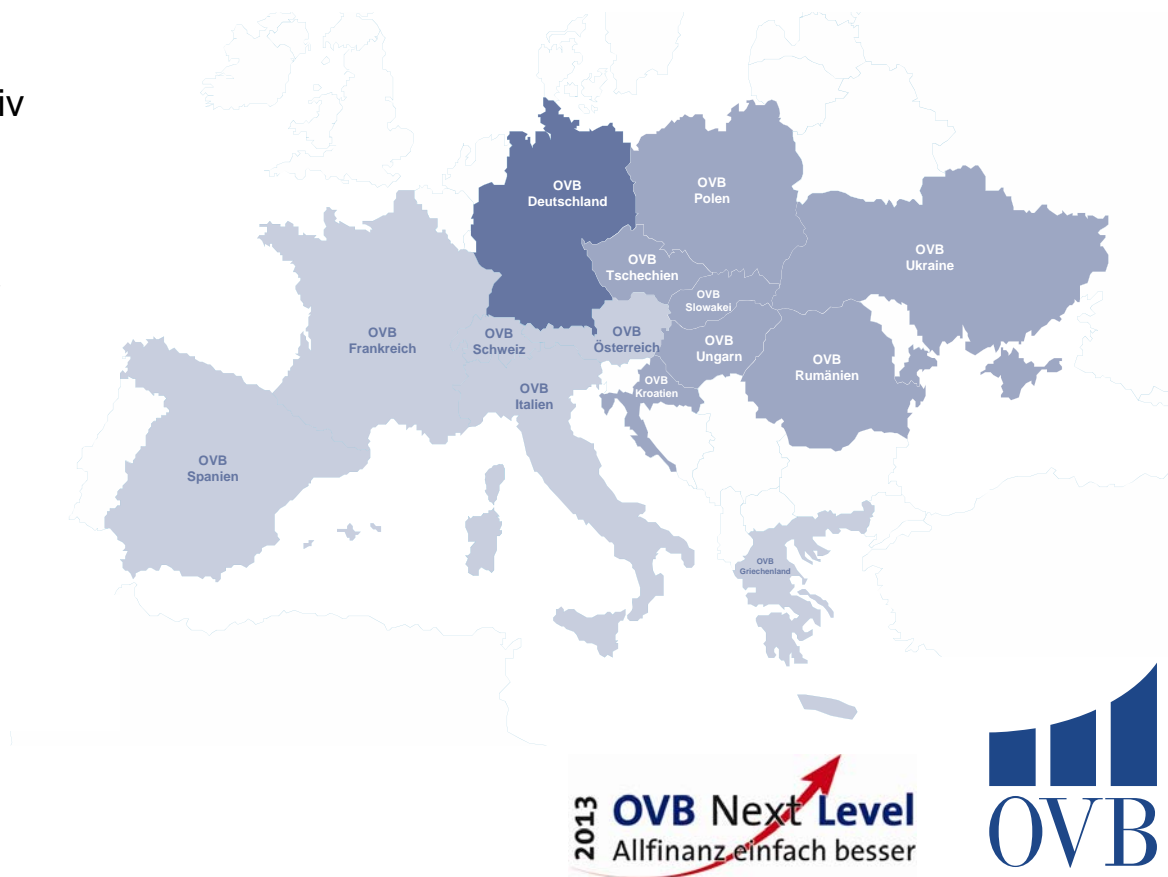 iv
OVB
Deutschland
OVB
Polen
OVB
Ukraine
OVB
Tschechien
OVB
Slowakei
OVB
Frankreich
OVB
Schweiz
OVB
Österreich
OVB
Ungarn
OVB
Rumänien
OVB
Italien
OVB
Kroatien
OVB
Spanien
OVB
Griechenland
2013
OVB Next Level
Allfinanz einfach besser
OVB